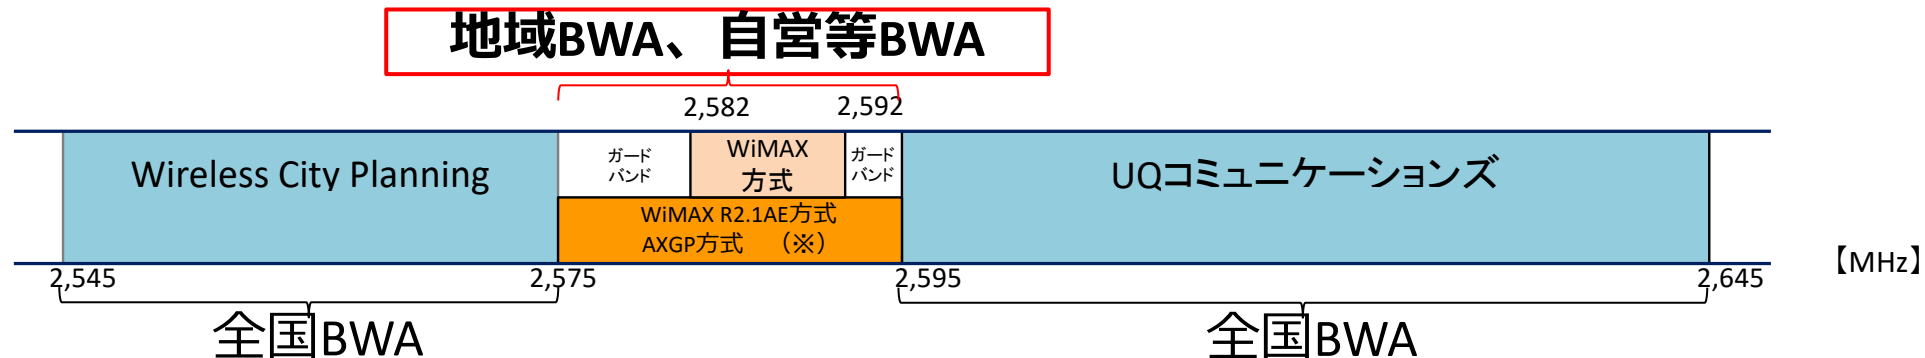 地域BWA、自営等BWA
2,582
2,592
Wireless City Planning
ガード
バンド
WiMAX
方式
ガード
バンド
UQコミュニケーションズ
WiMAX R2.1AE方式
AXGP方式　（※）
2,545
2,575
2,595
2,645
【MHz】
全国BWA
全国BWA